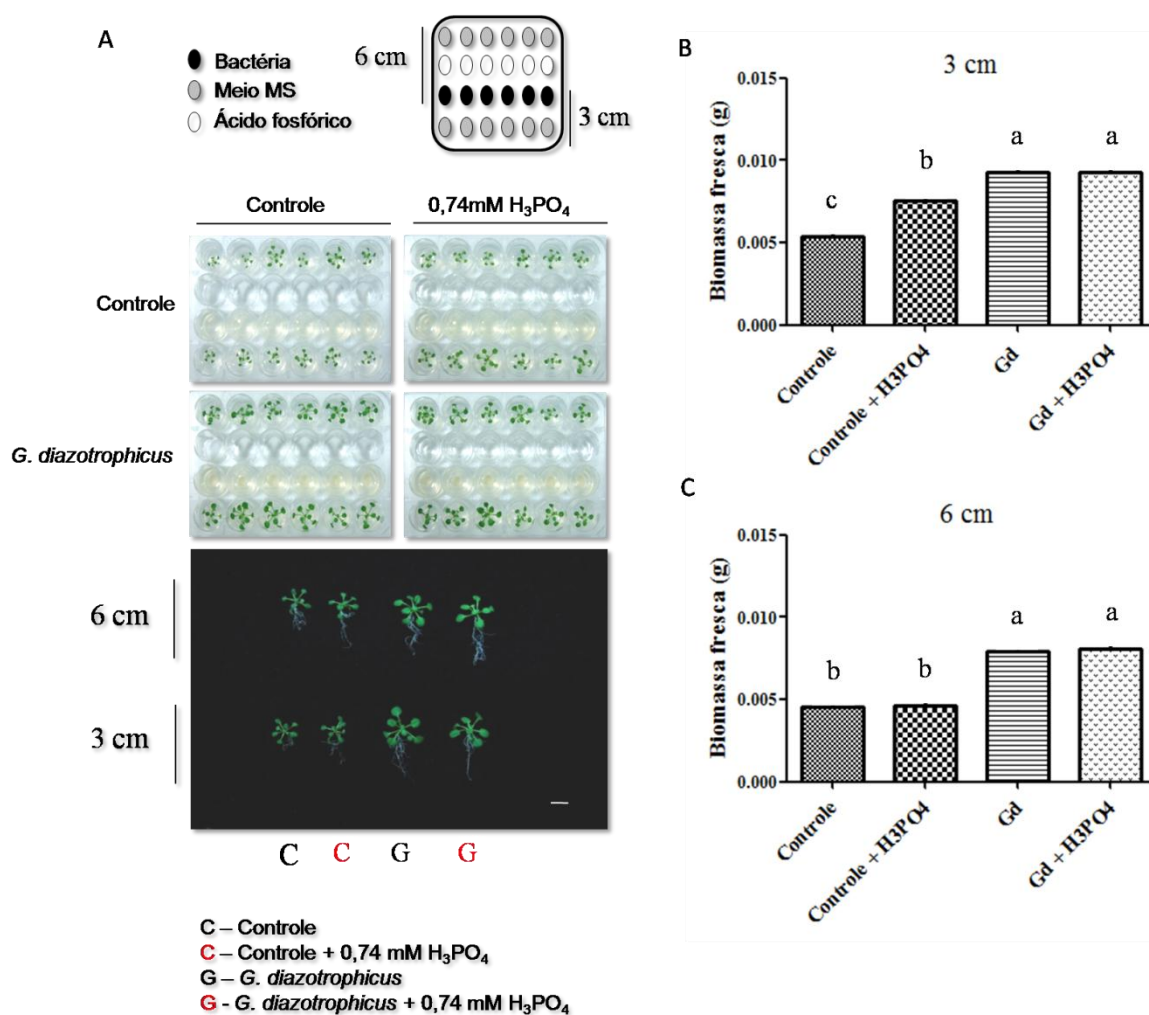 A
Bactéria
Meio MS
Ácido fosfórico
6 cm
3 cm
Controle
0,74mM H₃PO₄
Controle
G. diazotrophicus
6 cm
3 cm
C C G G
C – Controle
C – Controle + 0,74 mM H₃PO₄
G – G. diazotrophicus
G - G. diazotrophicus + 0,74 mM H₃PO₄
B
3 cm
Biomassa fresca (g)
0.015
0.010
0.005
0.000
c
b
a
a
Controle
Controle + H3PO4
Gd
Gd + H3PO4
C
6 cm
Biomassa fresca (g)
0.015
0.010
0.005
0.000
b
b
a
a
Controle
Controle + H3PO4
Gd
Gd + H3PO4